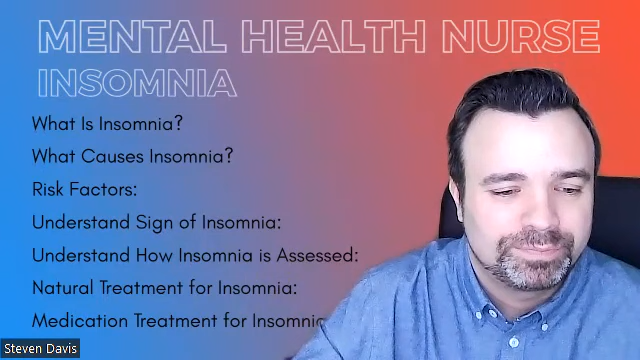 MENTAL HEALTH NURSE
INSOMNIA
What Is Insomnia?
What Causes Insomnia?
Risk Factors:
Understand Sign of Insomnia:
Understand How Insomnia is Assessed:
Natural Treatment for Insomnia:
Medication Treatment for Insomni
Steven Davis